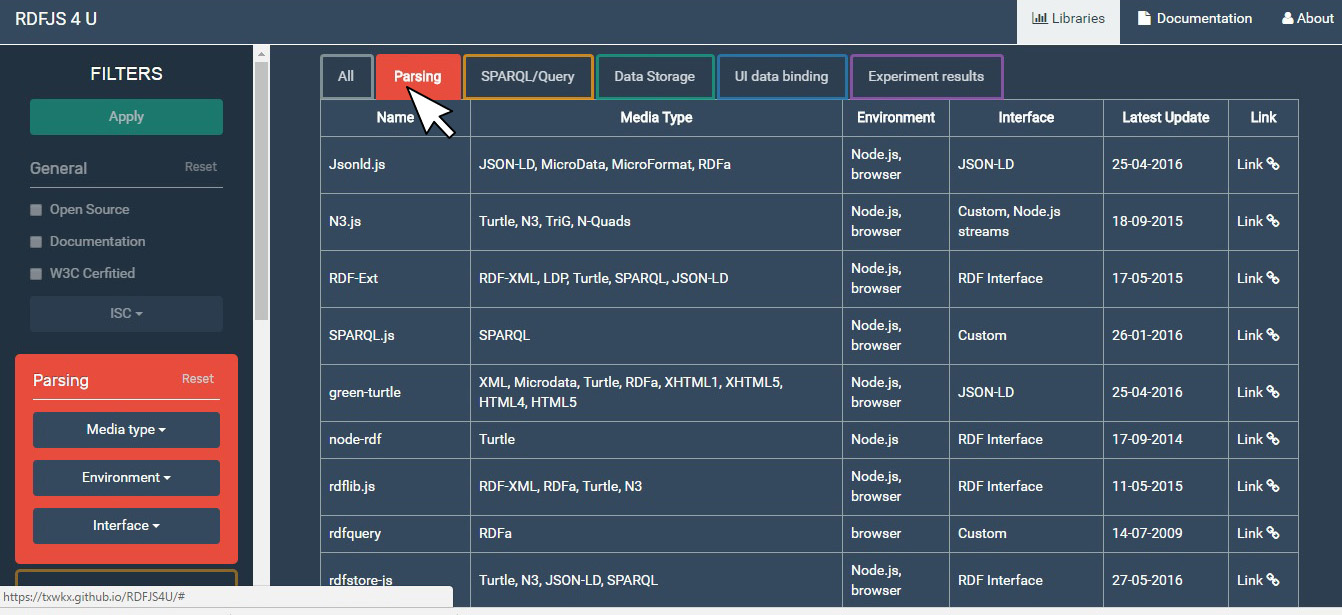 RDFJS 4 U
Libraries
Documentation
About
FILTERS
Apply
General Reset
Open Source
Documentation
W3C Cerfitied
ISC
Parsing Reset
Media type
Environment
Interface
https://txwkx.github.io/RDFJS4U/#
All Parsing SPARQL/Query Data Storage UI data binding Experiment results
Name Media Type Environment Interface Latest Update Link
Jsonld.js JSON-LD, MicroData, MicroFormat, RDFa Node.js, browser JSON-LD 25-04-2016 Link
N3.js Turtle, N3, TriG, N-Quads Node.js, browser Custom, Node.js streams 18-09-2015 Link
RDF-Ext RDF-XML, LDP, Turtle, SPARQL, JSON-LD Node.js, browser RDF Interface 17-05-2015 Link
SPARQL.js SPARQL Node.js, browser Custom 26-01-2016 Link
green-turtle XML, Microdata, Turtle, RDFa, XHTML1, XHTML5, HTML4, HTML5 Node.js, browser JSON-LD 25-04-2016 Link
node-rdf Turtle Node.js RDF Interface 17-09-2014 Link
rdflib.js RDF-XML, RDFa, Turtle, N3 Node.js, browser RDF Interface 11-05-2015 Link
rdfquery RDFa browser Custom 14-07-2009 Link
rdfstore-js Turtle, N3, JSON-LD, SPARQL Node.js, browser RDF Interface 27-05-2016 Link